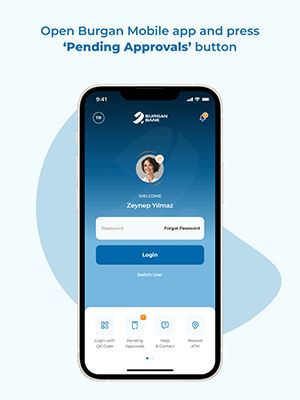 Open Burgan Mobile app and press
‘Pending Approvals’ button
9:41
TR
BURGAN
BANK
WELCOME
Zeynep Yılmaz
Password
Forgot Password
Login
Switch User
Login with
QR Code
Pending
Approvals
Help
& Contact
Nearest
ATM